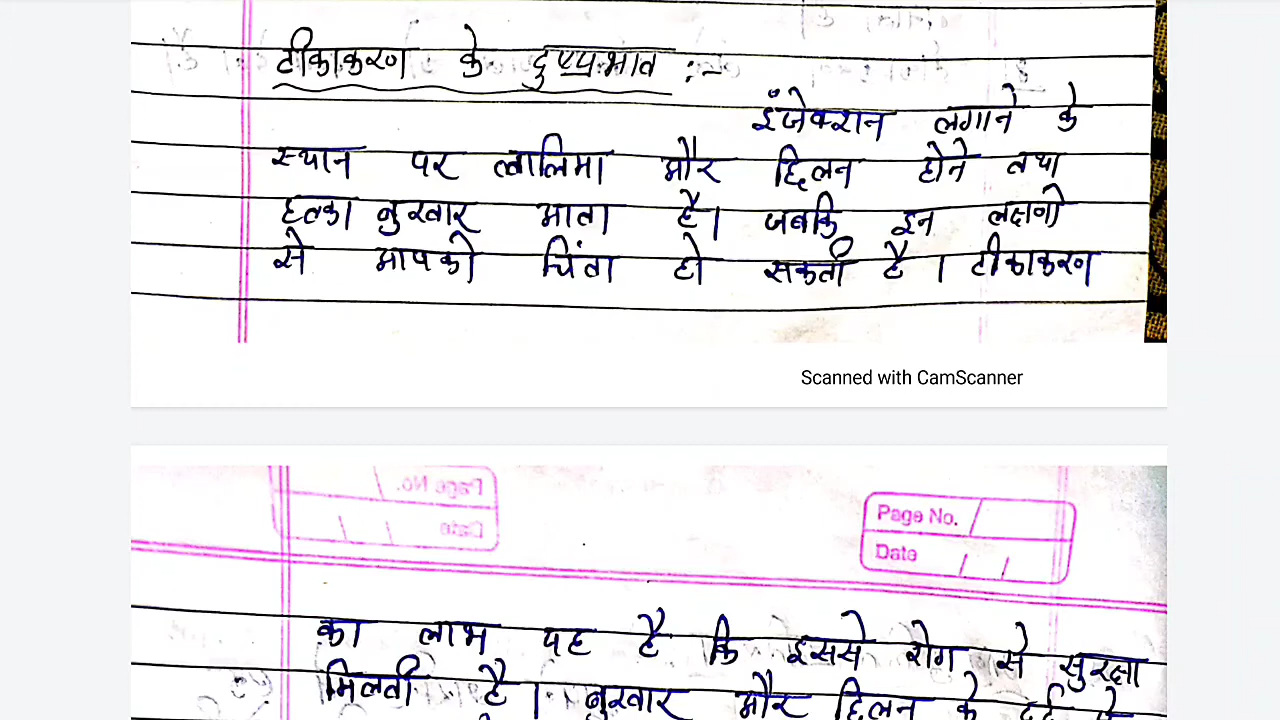 टीकाकरण के दुष्प्रभाव :-
इंजेक्शन लगाने के
स्थान पर लालिमा और छिलन होने तथा
हल्का बुखार आता है। जबकि इन लक्षणों
से आपको चिंता हो सकती है । टीकाकरण
Scanned with CamScanner
Page No.
Date
का लाभ यह है कि इससे रोग से सुरक्षा
मिलती है । बुखार और छिलन के दर्द